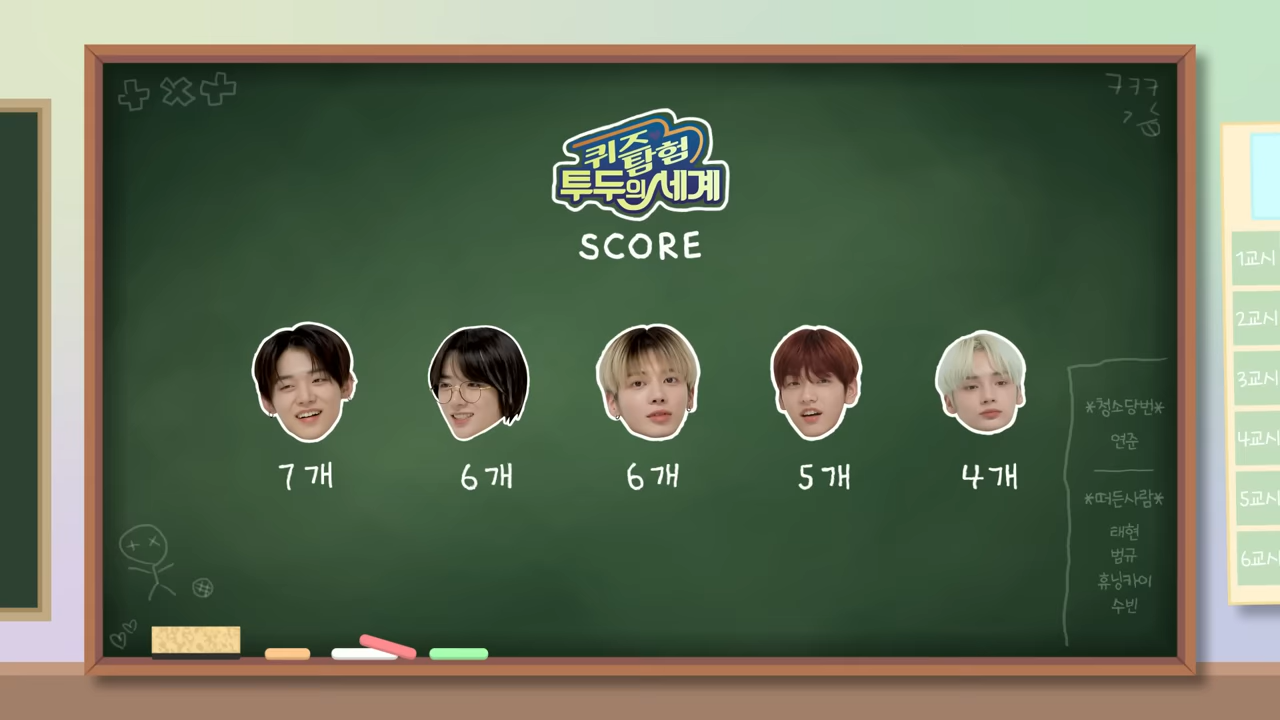 ㅋㅋㅋ
퀴즈
탐험
투두의 세계
SCORE
7개
6개
6개
5개
4개
*청소당번*
연준
*떠든사람*
태현
범규
휴닝카이
수빈
1교시
2교시
3교시
4교시
5교시
6교시